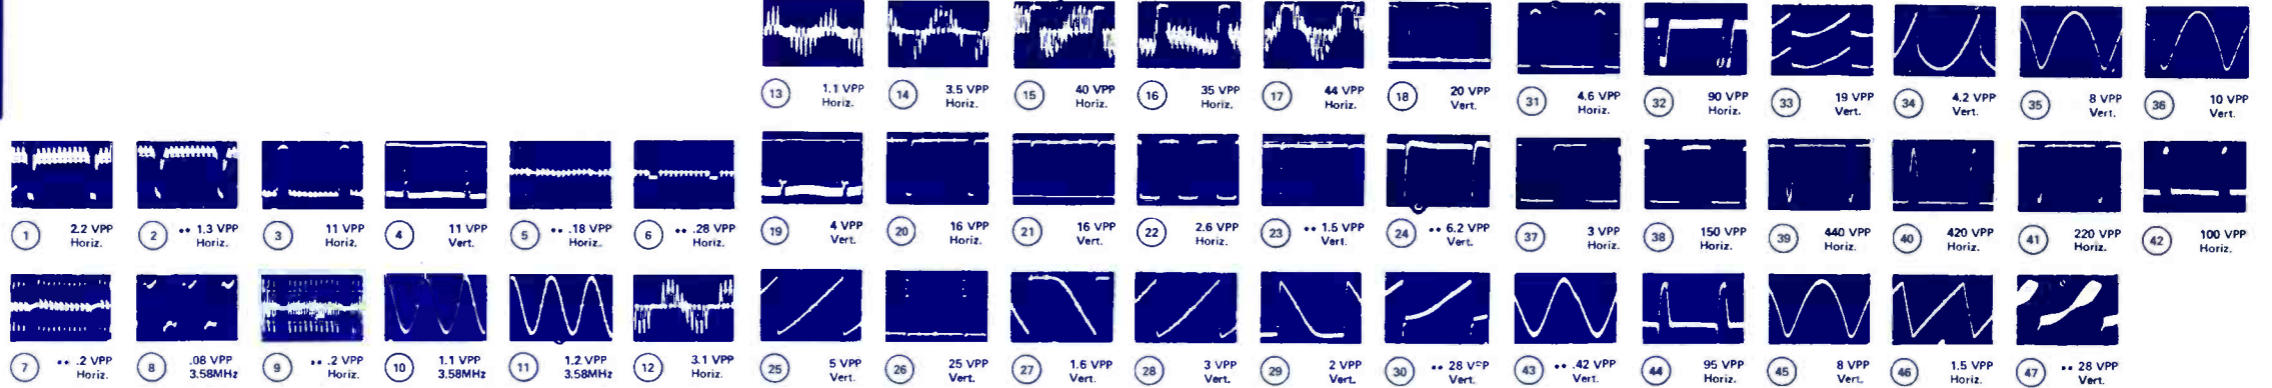 13 1.1 VPP
Horiz.
14 3.5 VPP
Horiz.
15 40 VPP
Horiz.
16 35 VPP
Horiz.
17 44 VPP
Horiz.
18 20 VPP
Vert.
31 4.6 VPP
Horiz.
32 90 VPP
Horiz.
33 19 VPP
Vert.
34 4.2 VPP
Vert.
35 8 VPP
Vert.
36 10 VPP
Vert.
1 2.2 VPP
Horiz.
2 •• 1.3 VPP
Horiz.
3 11 VPP
Horiz.
4 11 VPP
Vert.
5 •• .18 VPP
Horiz.
6 •• .28 VPP
Horiz.
19 4 VPP
Vert.
20 16 VPP
Horiz.
21 16 VPP
Vert.
22 2.6 VPP
Horiz.
23 •• 1.5 VPP
Vert.
24 •• 6.2 VPP
Vert.
37 3 VPP
Horiz.
38 150 VPP
Horiz.
39 440 VPP
Horiz.
40 420 VPP
Horiz.
41 220 VPP
Horiz.
42 100 VPP
Horiz.
7 •• .2 VPP
Horiz.
8 .08 VPP
3.58MHz
9 •• .2 VPP
Horiz.
10 1.1 VPP
3.58MHz
11 1.2 VPP
3.58MHz
12 3.1 VPP
Horiz.
25 5 VPP
Vert.
26 25 VPP
Vert.
27 1.6 VPP
Vert.
28 3 VPP
Vert.
29 2 VPP
Vert.
30 •• 28 VPP
Vert.
43 •• .42 VPP
Vert.
44 95 VPP
Horiz.
45 8 VPP
Vert.
46 1.5 VPP
Horiz.
47 •• 28 VPP
Vert.